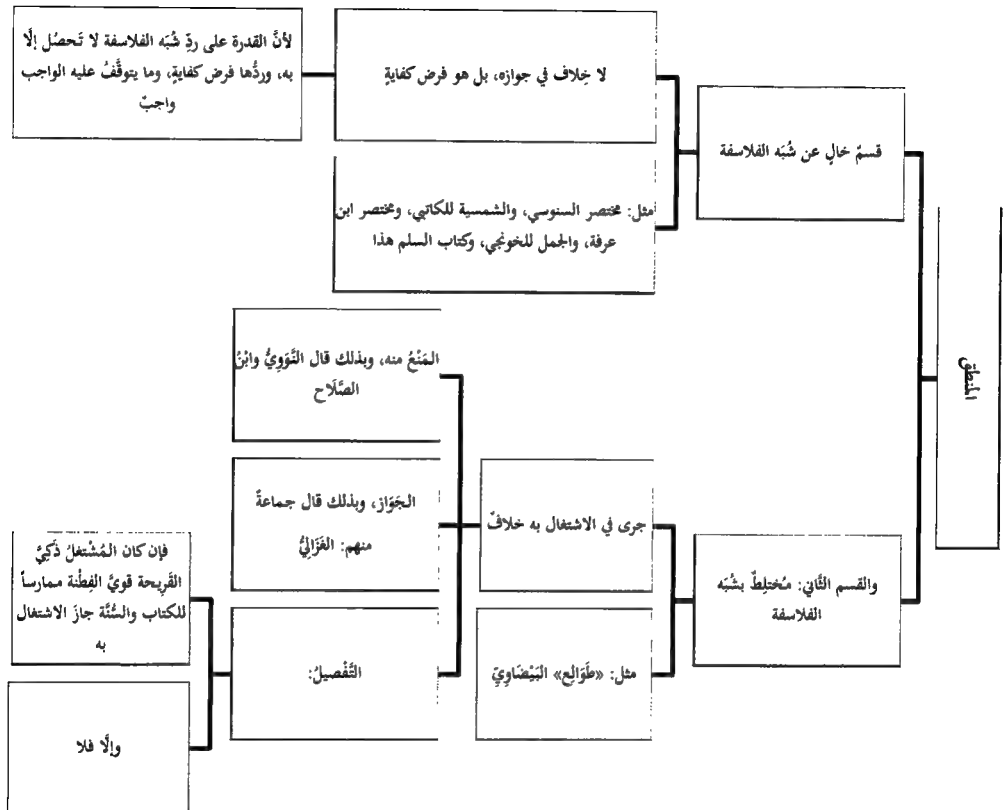 المنطق
قسمٌ خالٍ عن شُبَه الفلاسفة
لا خِلاف في جوازه، بل هو فرض كفايةٍ
لأنَّ القدرة على ردِّ شُبَه الفلاسفة لا تَحصُل إلَّا
به، وردُّها فرض كفايةٍ، وما يتوقَّفُ عليه الواجب
واجبٌ
مثل: مختصر السنوسي، والشمسية للكاتبي، ومختصر ابن
عرفة، والجمل للخونجي، وكتاب السلم هذا
والقسم الثَّاني: مُختلِطٌ بشُبَه
الفلاسفة
جرى في الاشتغال به خلافٌ
المَنْعُ منه، وبذلك قال النَّوَوِيُّ وابْنُ
الصَّلَاح
الجَوَاز، وبذلك قال جماعةٌ
منهم: الغَزَاليُّ
التَّفْصيلُ:
فإن كان المُشْتغلُ ذَكِيَّ
القَرِيحة قويَّ الفِطْنة ممارساً
للكتاب والسُّنَّة جازَ الاشتغال
به
وإلَّا فلا
مثل: «طَوَالِع» البَيْضَاوِيِّ